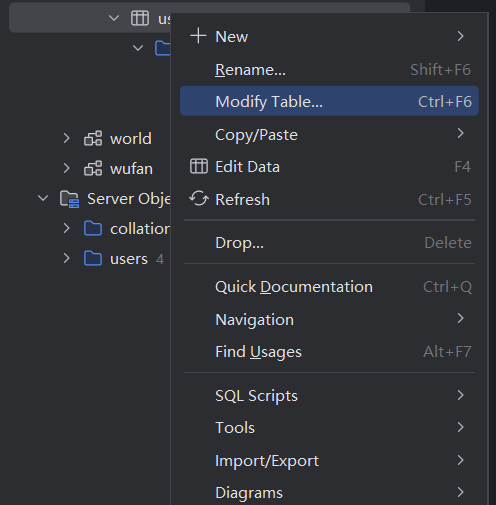 New
Rename... Shift+F6
Modify Table... Ctrl+F6
Copy/Paste
world
Edit Data F4
wufan
Server Obje
Refresh Ctrl+F5
collation
Drop... Delete
users 4
Quick Documentation Ctrl+Q
Navigation
Find Usages Alt+F7
SQL Scripts
Tools
Import/Export
Diagrams